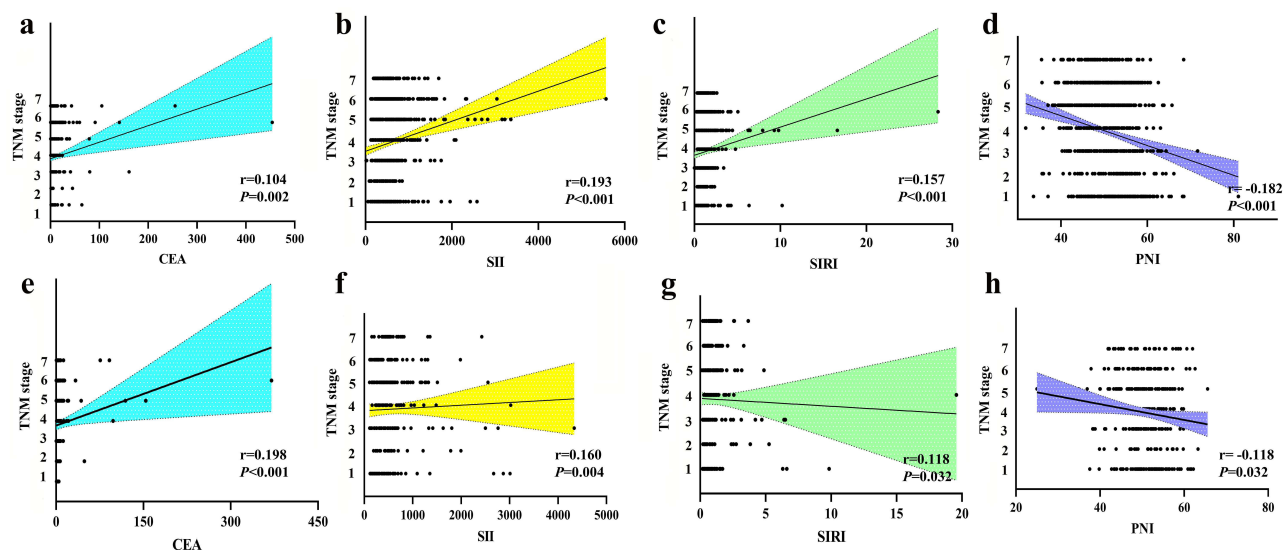 a
TNM stage
7
6
5
4
3
2
1
r=0.104
P=0.002
0 100 200 300 400 500
CEA
b
TNM stage
7
6
5
4
3
2
1
r=0.193
P<0.001
0 2000 4000 6000
SII
c
TNM stage
7
6
5
4
3
2
1
r=0.157
P<0.001
0 10 20 30
SIRI
d
TNM stage
7
6
5
4
3
2
1
r= -0.182
P<0.001
40 60 80
PNI
e
TNM stage
7
6
5
4
3
2
1
r=0.198
P<0.001
0 150 300 450
CEA
f
TNM stage
7
6
5
4
3
2
1
r=0.160
P=0.004
0 1000 2000 3000 4000 5000
SII
g
TNM stage
7
6
5
4
3
2
1
r=0.118
P=0.032
0 5 10 15 20
SIRI
h
TNM stage
7
6
5
4
3
2
1
r= -0.118
P=0.032
20 40 60 80
PNI